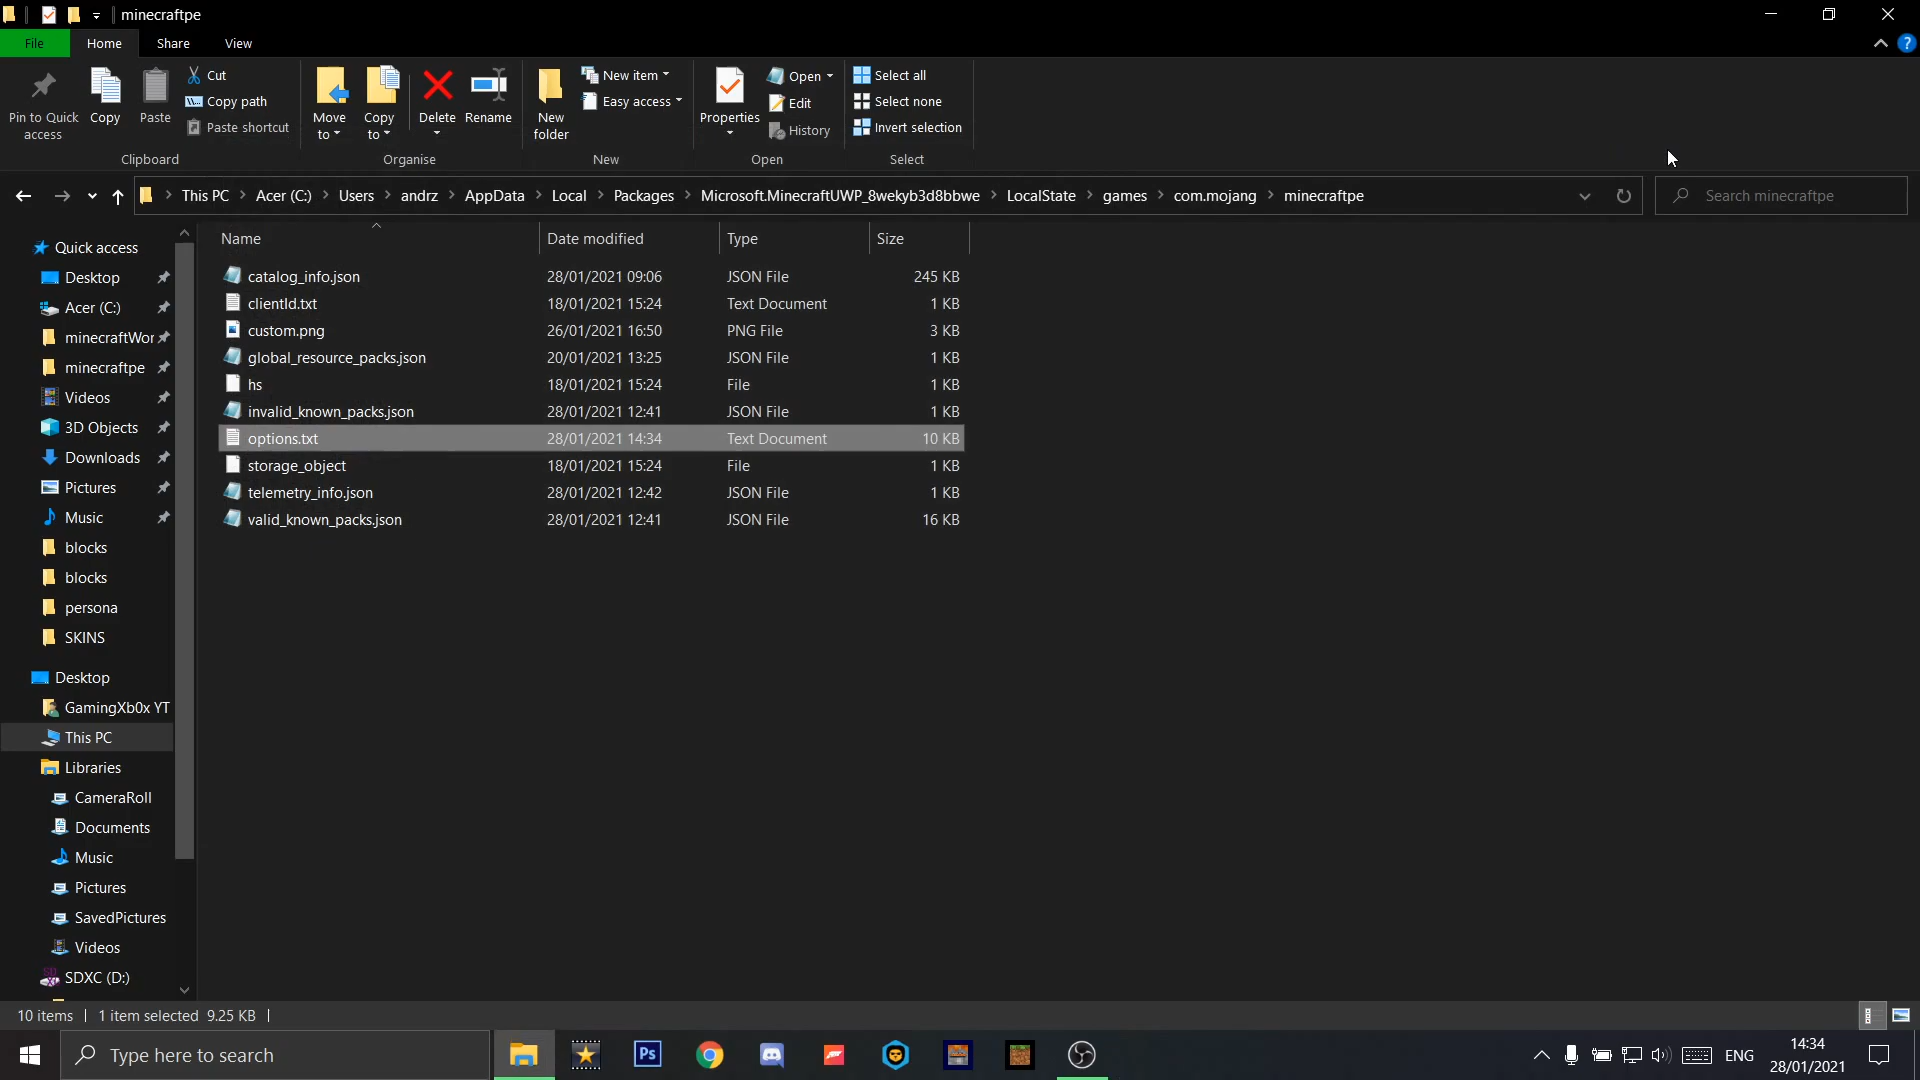 minecraftpe
File Home Share View
Pin to Quick access
Copy
Paste
Cut
Copy path
Paste shortcut
Clipboard
Move to
Copy to
Delete
Rename
Organise
New folder
New item
Easy access
New
Properties
Open
Edit
History
Open
Select all
Select none
Invert selection
Select
This PC > Acer (C:) > Users > andrz > AppData > Local > Packages > Microsoft.MinecraftUWP_8wekyb3d8bbwe > LocalState > games > com.mojang > minecraftpe
Search minecraftpe
Quick access
Desktop
Acer (C:)
minecraftWor
minecraftpe
Videos
3D Objects
Downloads
Pictures
Music
blocks
blocks
persona
SKINS
Desktop
GamingXb0x YT
This PC
Libraries
CameraRoll
Documents
Music
Pictures
SavedPictures
Videos
SDXC (D:)
Name Date modified Type Size
catalog_info.json 28/01/2021 09:06 JSON File 245 KB
clientId.txt 18/01/2021 15:24 Text Document 1 KB
custom.png 26/01/2021 16:50 PNG File 3 KB
global_resource_packs.json 20/01/2021 13:25 JSON File 1 KB
hs 18/01/2021 15:24 File 1 KB
invalid_known_packs.json 28/01/2021 12:41 JSON File 1 KB
options.txt 28/01/2021 14:34 Text Document 10 KB
storage_object 18/01/2021 15:24 File 1 KB
telemetry_info.json 28/01/2021 12:42 JSON File 1 KB
valid_known_packs.json 28/01/2021 12:41 JSON File 16 KB
10 items 1 item selected 9.25 KB
Type here to search
Ps
ENG
14:34
28/01/2021